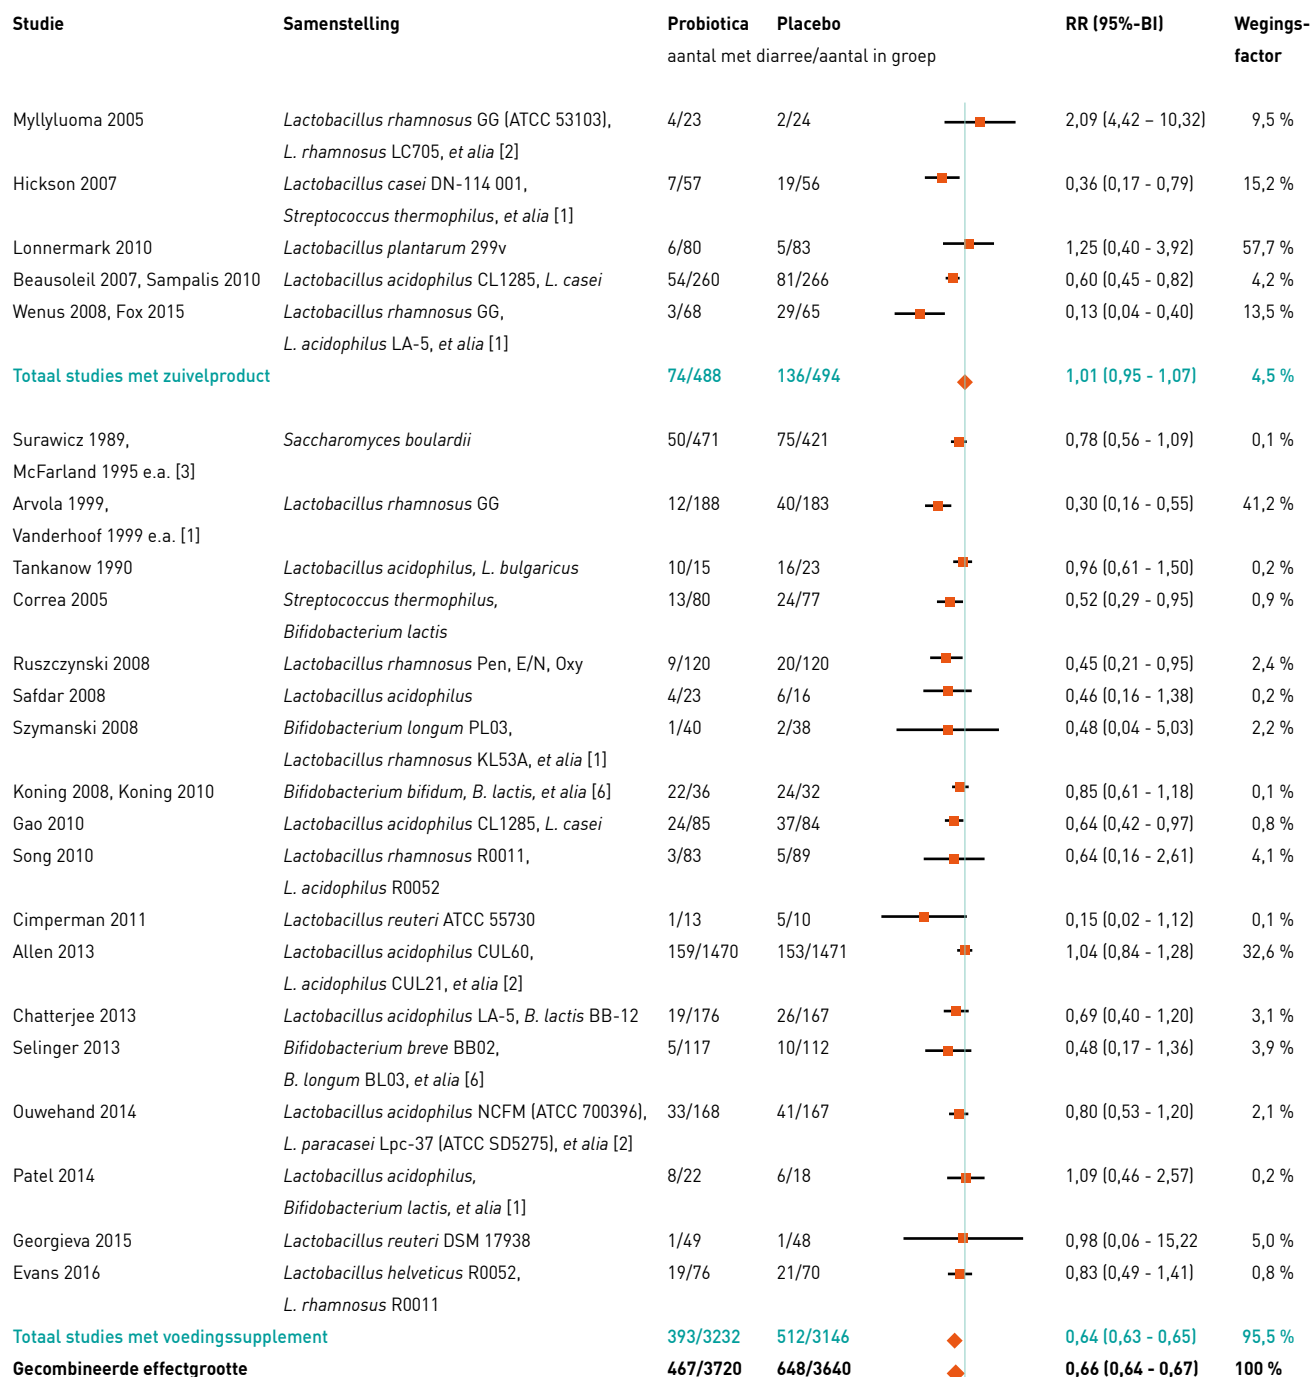 Studie Samenstelling Probiotica Placebo RR (95%-BI) Wegings-
aantal met diarree/aantal in groep factor
Myllyluoma 2005 Lactobacillus rhamnosus GG (ATCC 53103), 4/23 2/24 2,09 (4,42 – 10,32) 9,5 %
L. rhamnosus LC705, et alia [2]
Hickson 2007 Lactobacillus casei DN-114 001, 7/57 19/56 0,36 (0,17 - 0,79) 15,2 %
Streptococcus thermophilus, et alia [1]
Lonnermark 2010 Lactobacillus plantarum 299v 6/80 5/83 1,25 (0,40 - 3,92) 57,7 %
Beausoleil 2007, Sampalis 2010 Lactobacillus acidophilus CL1285, L. casei 54/260 81/266 0,60 (0,45 - 0,82) 4,2 %
Wenus 2008, Fox 2015 Lactobacillus rhamnosus GG, 3/68 29/65 0,13 (0,04 - 0,40) 13,5 %
L. acidophilus LA-5, et alia [1]
Totaal studies met zuivelproduct 74/488 136/494 1,01 (0,95 - 1,07) 4,5 %
Surawicz 1989, Saccharomyces boulardii 50/471 75/421 0,78 (0,56 - 1,09) 0,1 %
McFarland 1995 e.a. [3]
Arvola 1999, Lactobacillus rhamnosus GG 12/188 40/183 0,30 (0,16 - 0,55) 41,2 %
Vanderhoof 1999 e.a. [1]
Tankanow 1990 Lactobacillus acidophilus, L. bulgaricus 10/15 16/23 0,96 (0,61 - 1,50) 0,2 %
Correa 2005 Streptococcus thermophilus, 13/80 24/77 0,52 (0,29 - 0,95) 0,9 %
Bifidobacterium lactis
Ruszczynski 2008 Lactobacillus rhamnosus Pen, E/N, Oxy 9/120 20/120 0,45 (0,21 - 0,95) 2,4 %
Safdar 2008 Lactobacillus acidophilus 4/23 6/16 0,46 (0,16 - 1,38) 0,2 %
Szymanski 2008 Bifidobacterium longum PL03, 1/40 2/38 0,48 (0,04 - 5,03) 2,2 %
Lactobacillus rhamnosus KL53A, et alia [1]
Koning 2008, Koning 2010 Bifidobacterium bifidum, B. lactis, et alia [6] 22/36 24/32 0,85 (0,61 - 1,18) 0,1 %
Gao 2010 Lactobacillus acidophilus CL1285, L. casei 24/85 37/84 0,64 (0,42 - 0,97) 0,8 %
Song 2010 Lactobacillus rhamnosus R0011, 3/83 5/89 0,64 (0,16 - 2,61) 4,1 %
L. acidophilus R0052
Cimperman 2011 Lactobacillus reuteri ATCC 55730 1/13 5/10 0,15 (0,02 - 1,12) 0,1 %
Allen 2013 Lactobacillus acidophilus CUL60, 159/1470 153/1471 1,04 (0,84 - 1,28) 32,6 %
L. acidophilus CUL21, et alia [2]
Chatterjee 2013 Lactobacillus acidophilus LA-5, B. lactis BB-12 19/176 26/167 0,69 (0,40 - 1,20) 3,1 %
Selinger 2013 Bifidobacterium breve BB02, 5/117 10/112 0,48 (0,17 - 1,36) 3,9 %
B. longum BL03, et alia [6]
Ouwehand 2014 Lactobacillus acidophilus NCFM (ATCC 700396), 33/168 41/167 0,80 (0,53 - 1,20) 2,1 %
L. paracasei Lpc-37 (ATCC SD5275), et alia [2]
Patel 2014 Lactobacillus acidophilus, 8/22 6/18 1,09 (0,46 - 2,57) 0,2 %
Bifidobacterium lactis, et alia [1]
Georgieva 2015 Lactobacillus reuteri DSM 17938 1/49 1/48 0,98 (0,06 - 15,22 5,0 %
Evans 2016 Lactobacillus helveticus R0052, 19/76 21/70 0,83 (0,49 - 1,41) 0,8 %
L. rhamnosus R0011
Totaal studies met voedingssupplement 393/3232 512/3146 0,64 (0,63 - 0,65) 95,5 %
Gecombineerde effectgrootte 467/3720 648/3640 0,66 (0,64 - 0,67) 100 %